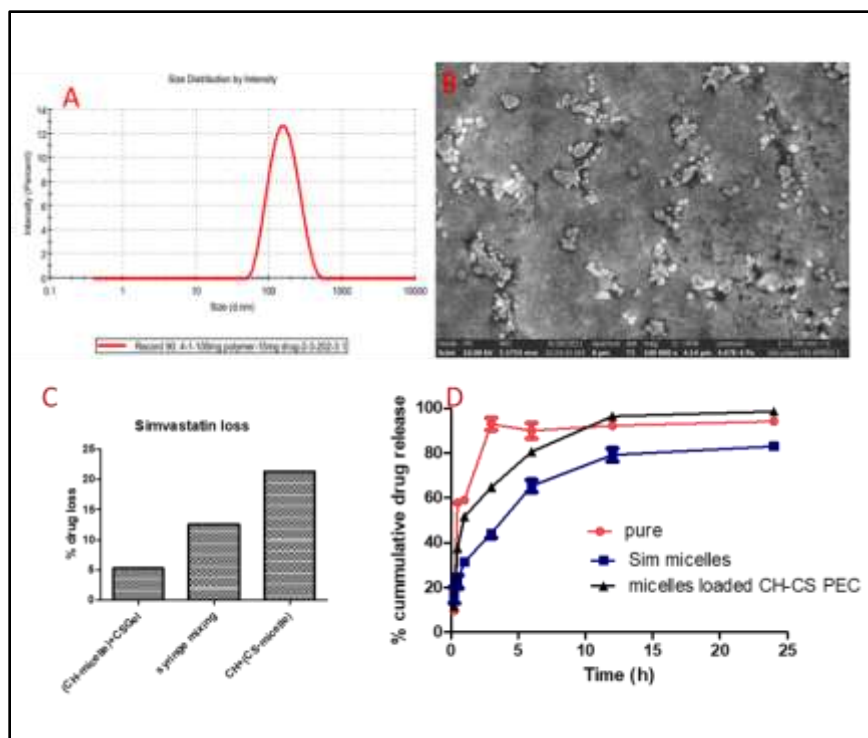 A
Size Distribution by Intensity
Intensity (Percent)
14
12
10
8
6
4
2
0
0.1 1 10 100 1000 10000
Size (d.nm)
B
C
Simvastatin loss
% drug loss
25
20
15
10
5
0
(CH-micelle)+CSGel
syringe mixing
CH+(CS-micelle)
D
% cummulative drug release
100
80
60
40
20
0
pure
Sim micelles
micelles loaded CH-CS PEC
0 5 10 15 20 25
Time (h)